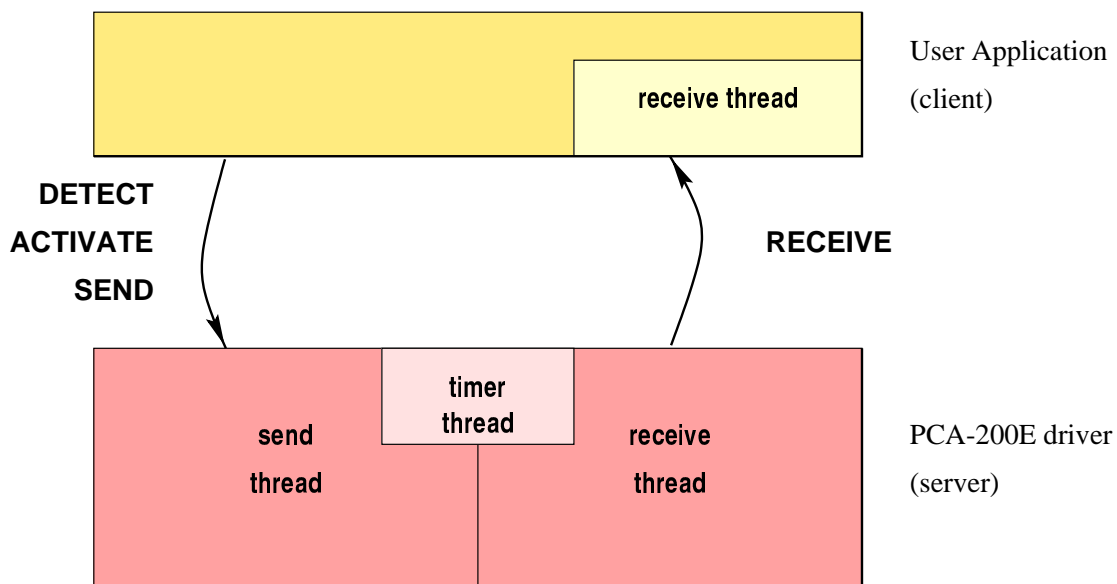 User Application
(client)
receive thread
DETECT
ACTIVATE
SEND
RECEIVE
timer
thread
send
thread
receive
thread
PCA-200E driver
(server)